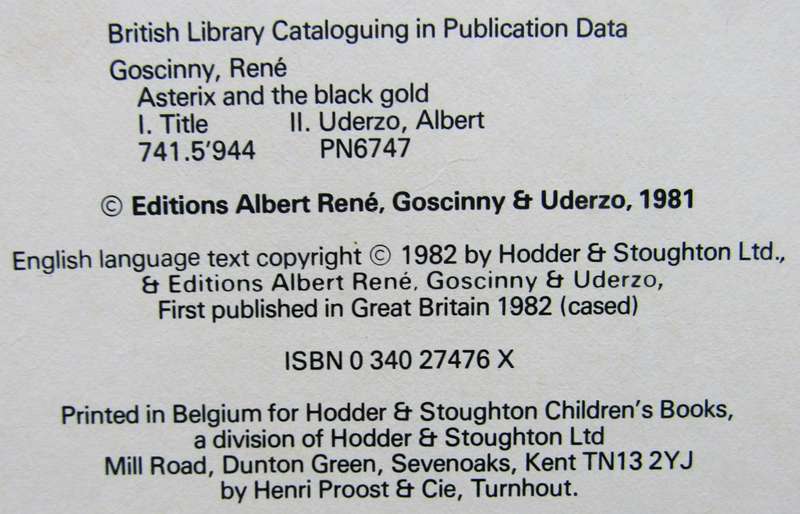 British Library Cataloguing in Publication Data
Goscinny, René
Asterix and the black gold
I. Title II. Uderzo, Albert
741.5'944 PN6747
© Editions Albert René, Goscinny & Uderzo, 1981
English language text copyright © 1982 by Hodder & Stoughton Ltd.,
& Editions Albert René, Goscinny & Uderzo,
First published in Great Britain 1982 (cased)
ISBN 0 340 27476 X
Printed in Belgium for Hodder & Stoughton Children's Books,
a division of Hodder & Stoughton Ltd
Mill Road, Dunton Green, Sevenoaks, Kent TN13 2YJ
by Henri Proost & Cie, Turnhout.